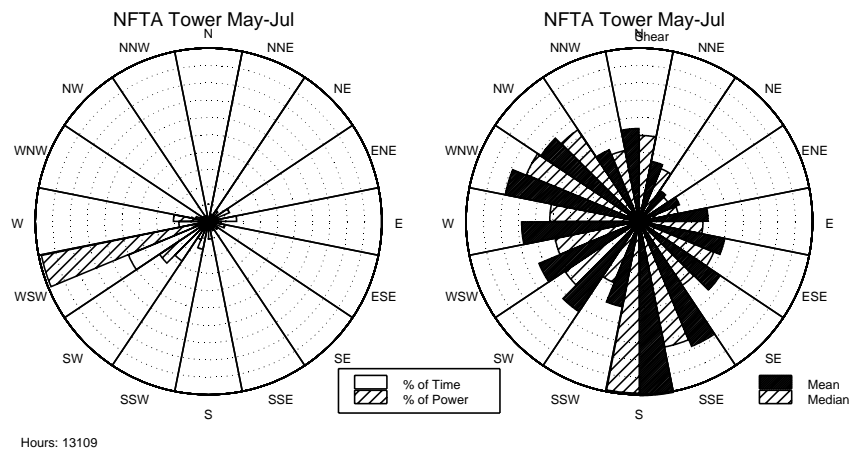 NFTA Tower May-Jul
N
NNE
NE
ENE
E
ESE
SE
SSE
S
SSW
SW
WSW
W
WNW
NW
NNW
% of Time
% of Power
NFTA Tower May-Jul
Shear
N
NNE
NE
ENE
E
ESE
SE
SSE
S
SSW
SW
WSW
W
WNW
NW
NNW
Mean
Median
Hours: 13109